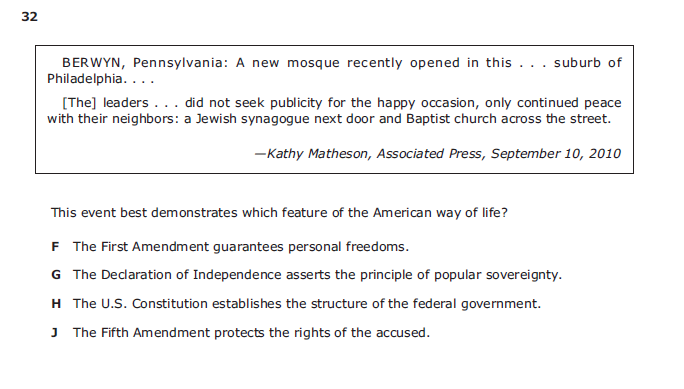 32
BERWYN, Pennsylvania: A new mosque recently opened in this . . . suburb of
Philadelphia. . . .
[The] leaders . . . did not seek publicity for the happy occasion, only continued peace
with their neighbors: a Jewish synagogue next door and Baptist church across the street.
—Kathy Matheson, Associated Press, September 10, 2010
This event best demonstrates which feature of the American way of life?
F The First Amendment guarantees personal freedoms.
G The Declaration of Independence asserts the principle of popular sovereignty.
H The U.S. Constitution establishes the structure of the federal government.
J The Fifth Amendment protects the rights of the accused.